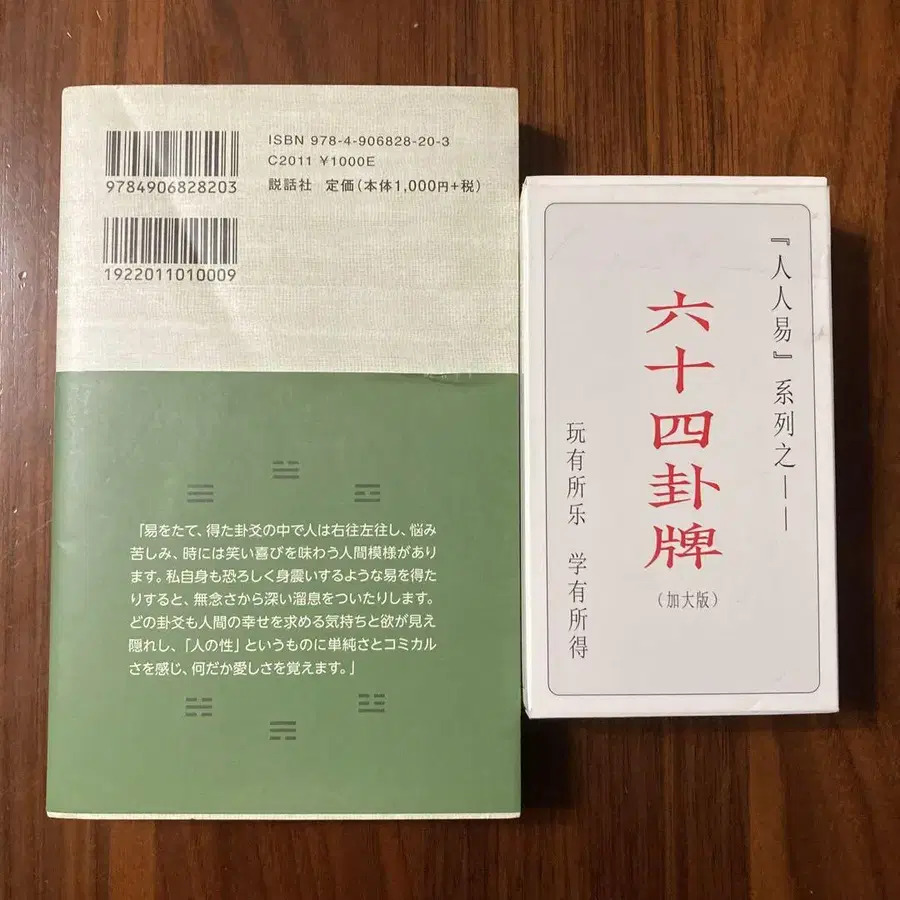 ISBN 978-4-906828-20-3
C2011 ¥1000E
説話社 定価(本体1,000円+税)
9784906828203
1922011010009
「易をたて、得た卦爻の中で人は右往左往し、悩み
苦しみ、時には笑い喜びを味わう人間模様があり
ます。私自身も恐ろしく身震いするような易を得た
りすると、無念さから深い溜息をついたりします。
どの卦爻も人間の幸せを求める気持ちと欲が見え
隠れし、「人の性」というものに単純さとコミカル
さを感じ、何だか愛しさを覚えます。」
『人人易』系列之——
六十四卦牌
(加大版)
玩有所乐 学有所得